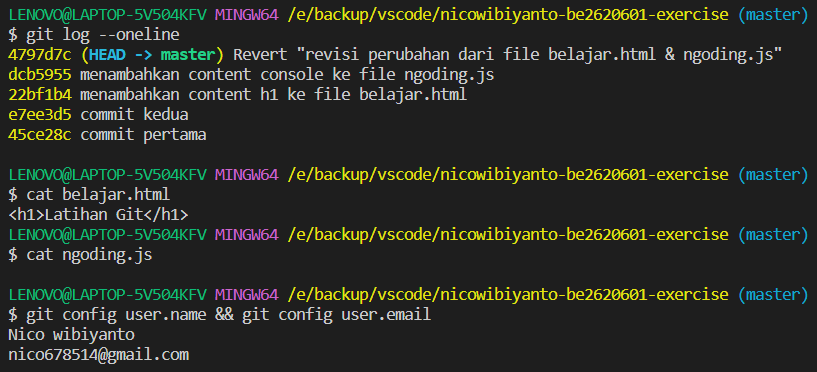 LENOVO@LAPTOP-5V504KFV MINGW64 /e/backup/vscode/nicowibiyanto-be2620601-exercise (master)
$ git log --oneline
4797d7c (HEAD -> master) Revert "revisi perubahan dari file belajar.html & ngoding.js"
dcb5955 menambahkan content console ke file ngoding.js
22bf1b4 menambahkan content h1 ke file belajar.html
e7ee3d5 commit kedua
45ce28c commit pertama
LENOVO@LAPTOP-5V504KFV MINGW64 /e/backup/vscode/nicowibiyanto-be2620601-exercise (master)
$ cat belajar.html
<h1>Latihan Git</h1>
LENOVO@LAPTOP-5V504KFV MINGW64 /e/backup/vscode/nicowibiyanto-be2620601-exercise (master)
$ cat ngoding.js
LENOVO@LAPTOP-5V504KFV MINGW64 /e/backup/vscode/nicowibiyanto-be2620601-exercise (master)
$ git config user.name && git config user.email
Nico wibiyanto
nico678514@gmail.com